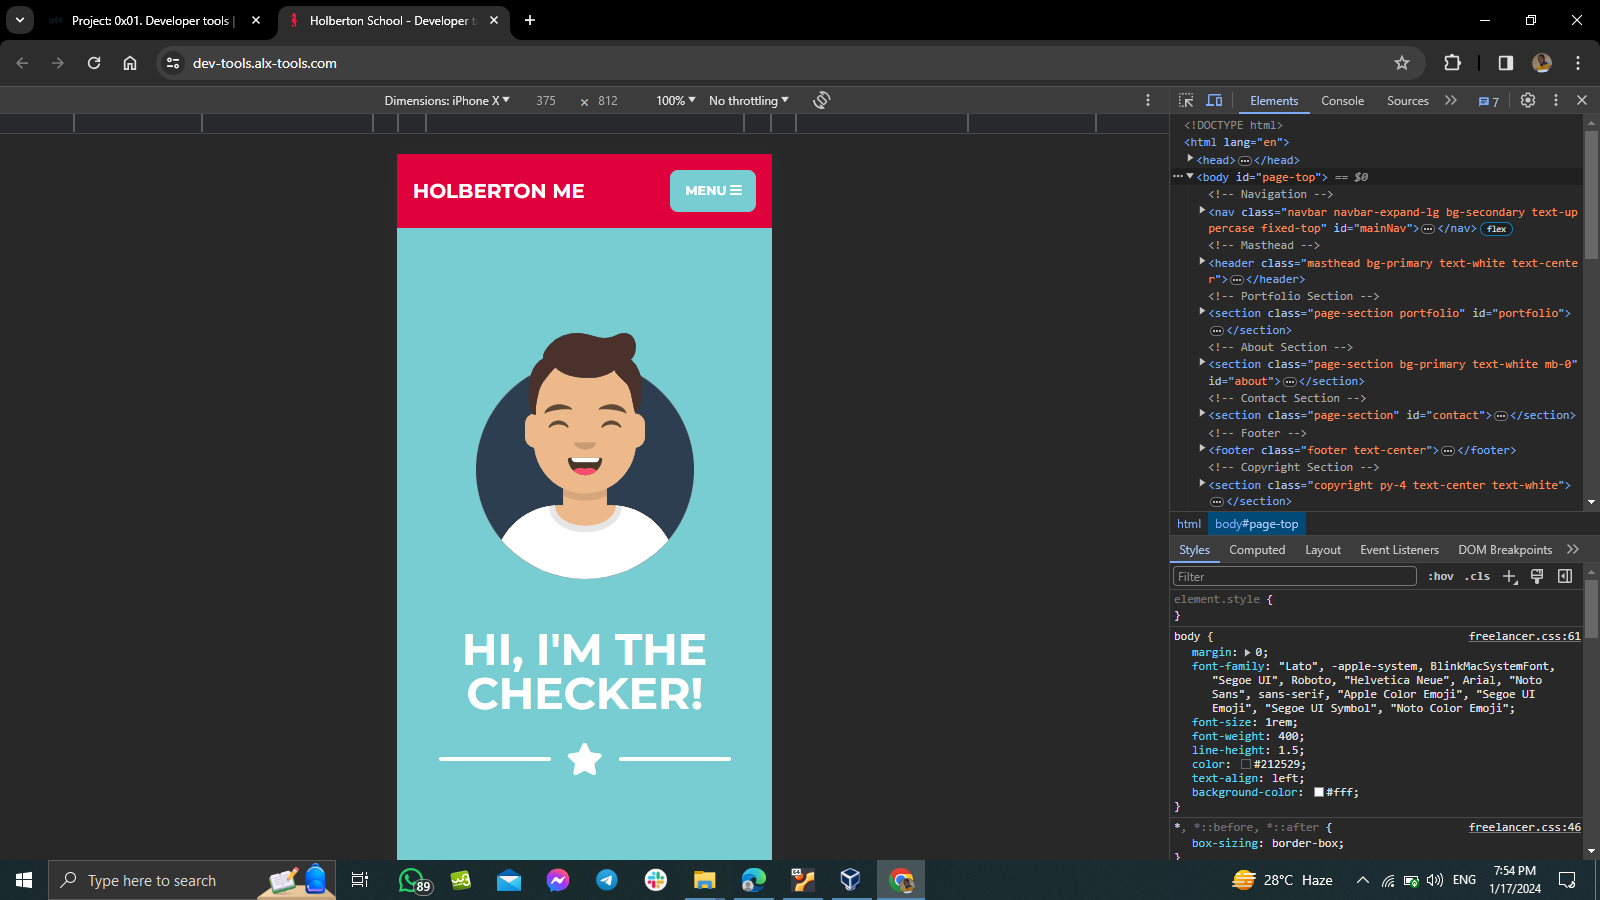 Project: 0x01. Developer tools |
Holberton School - Developer t
dev-tools.alx-tools.com
Dimensions: iPhone X
375
×
812
100%
No throttling
Elements
Console
Sources
7
HOLBERTON ME
MENU
HI, I'M THE
CHECKER!
<!DOCTYPE html>
<html lang="en">
<head>…</head>
<body id="page-top"> == $0
<!-- Navigation -->
<nav class="navbar navbar-expand-lg bg-secondary text-up
percase fixed-top" id="mainNav">…</nav> flex
<!-- Masthead -->
<header class="masthead bg-primary text-white text-cente
r">…</header>
<!-- Portfolio Section -->
<section class="page-section portfolio" id="portfolio">
…</section>
<!-- About Section -->
<section class="page-section bg-primary text-white mb-0"
id="about">…</section>
<!-- Contact Section -->
<section class="page-section" id="contact">…</section>
<!-- Footer -->
<footer class="footer text-center">…</footer>
<!-- Copyright Section -->
<section class="copyright py-4 text-center text-white">
…</section>
html
body#page-top
Styles
Computed
Layout
Event Listeners
DOM Breakpoints
Filter
:hov
.cls
element.style {
}
body {
freelancer.css:61
margin: 0;
font-family: "Lato", -apple-system, BlinkMacSystemFont,
"Segoe UI", Roboto, "Helvetica Neue", Arial, "Noto
Sans", sans-serif, "Apple Color Emoji", "Segoe UI
Emoji", "Segoe UI Symbol", "Noto Color Emoji";
font-size: 1rem;
font-weight: 400;
line-height: 1.5;
color: #212529;
text-align: left;
background-color: #fff;
}
*, *::before, *::after {
freelancer.css:46
box-sizing: border-box;
}
Type here to search
89
64
28°C Haze
ENG
7:54 PM
1/17/2024